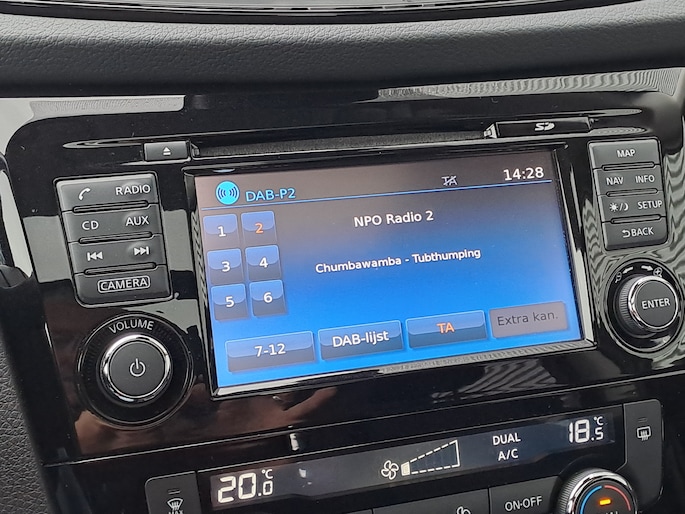 SD
RADIO
CD AUX
CAMERA
VOLUME
DAB-P2 TA 14:28
1 2
3 4
5 6
NPO Radio 2
Chumbawamba - Tubthumping
7-12 DAB-lijst TA Extra kan.
MAP
NAV INFO
SETUP
BACK
ENTER
20.0 °C
DUAL
A/C
18.5 °C
MAX
ON-OFF